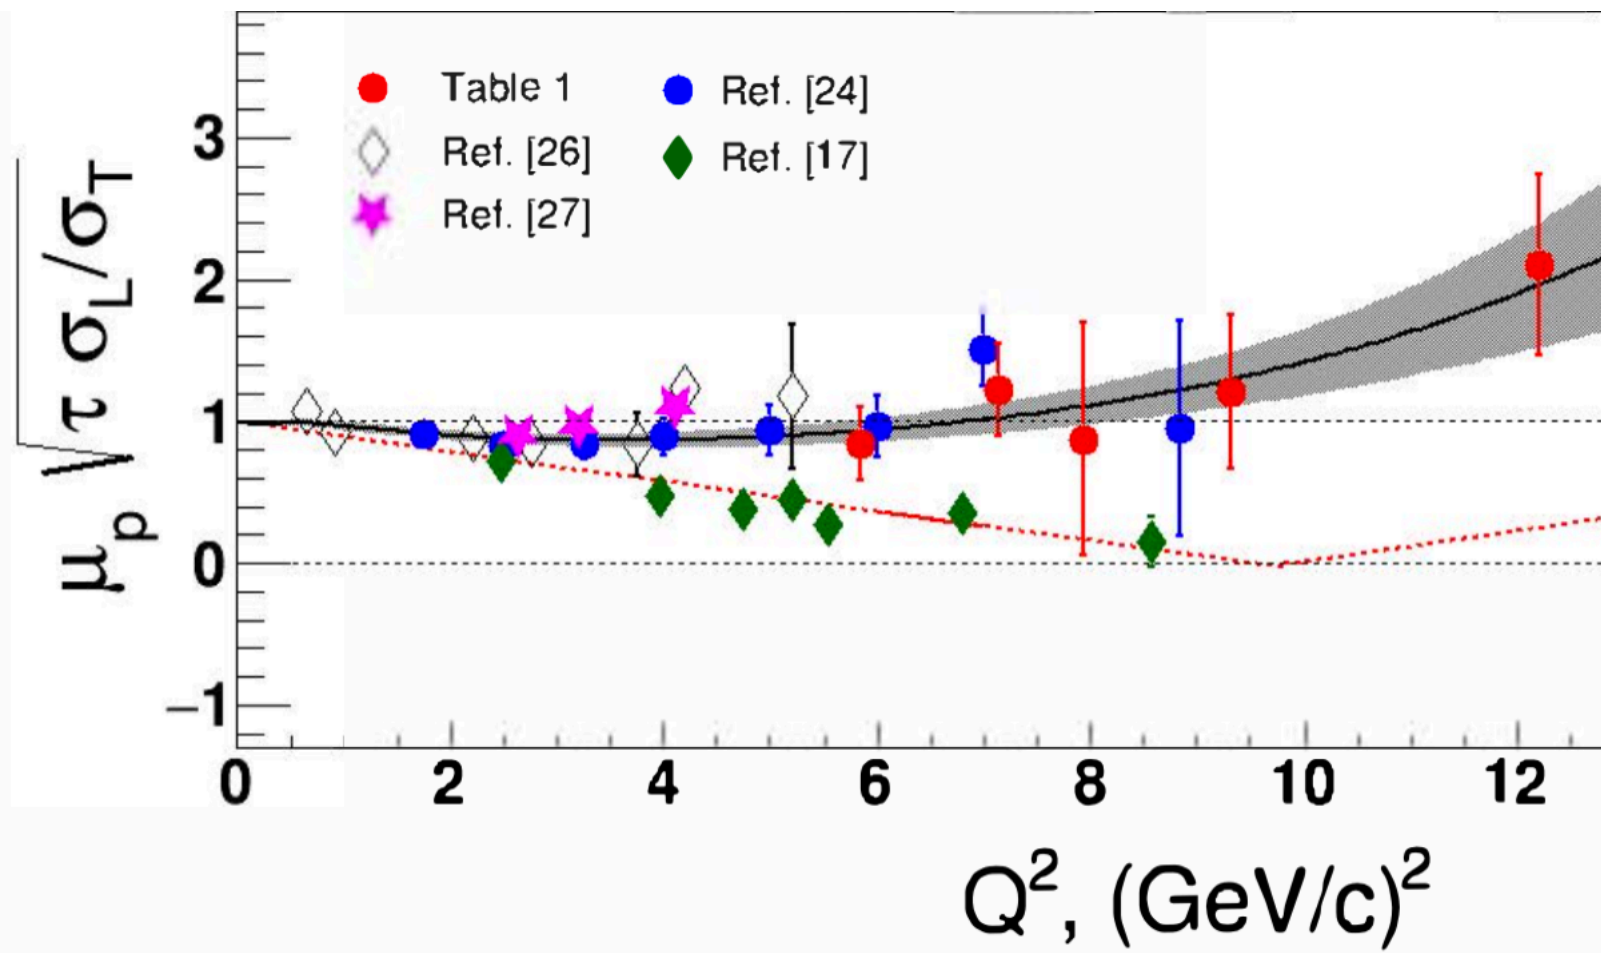 Table 1
Ref. [24]
Ref. [26]
Ref. [17]
Ref. [27]
μp √τ σL/σT
3
2
1
0
−1
0 2 4 6 8 10 12
Q², (GeV/c)²